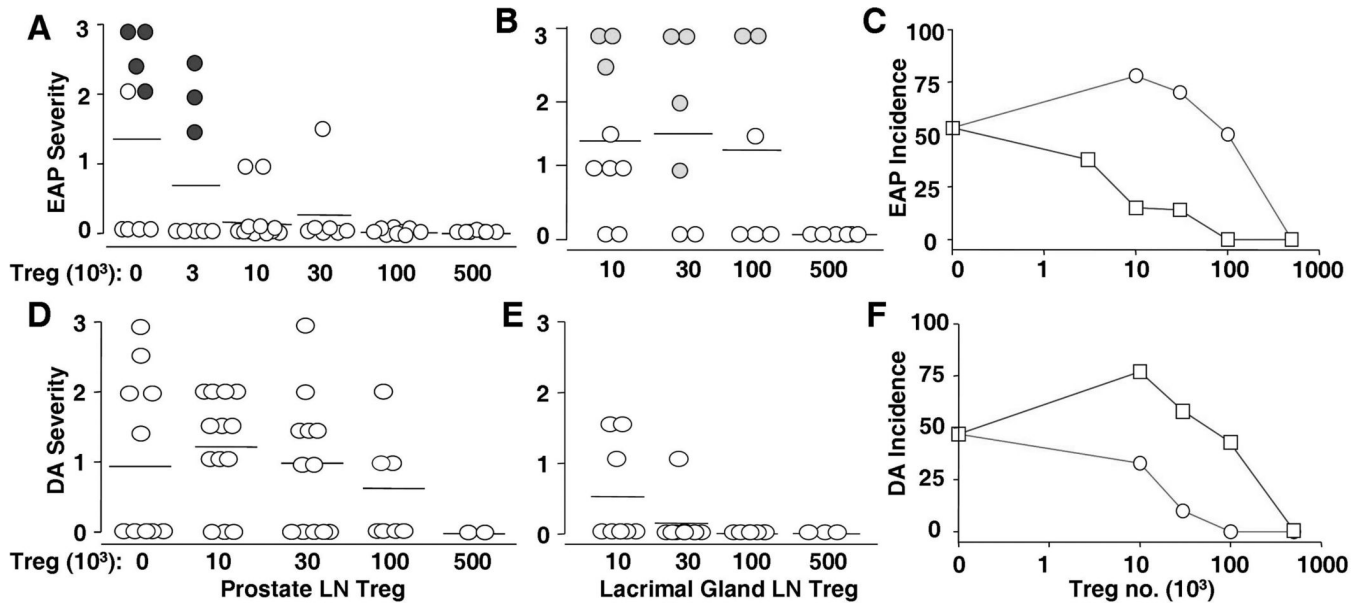 A
EAP Severity
3
2
1
0
Treg (10³): 0 3 10 30 100 500
B
3
2
1
0
10 30 100 500
C
EAP Incidence
100
75
50
25
0
0 1 10 100 1000
D
DA Severity
3
2
1
0
Treg (10³): 0 10 30 100 500
Prostate LN Treg
E
3
2
1
0
10 30 100 500
Lacrimal Gland LN Treg
F
DA Incidence
100
75
50
25
0
0 1 10 100 1000
Treg no. (10³)